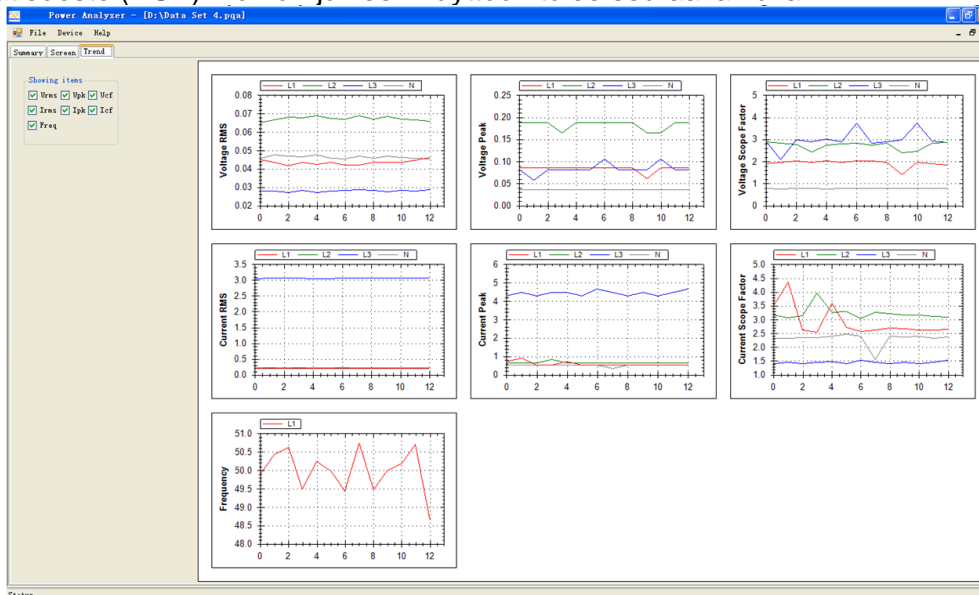 Power Analyzer - [D:\Data Set 4.pqa]
File Device Help
Summary Screen Trend
Showing items
Urms Upk Ucf
Irms Ipk Icf
Freq
L1 L2 L3 N
Voltage RMS
0.08
0.07
0.06
0.05
0.04
0.03
0.02
0 2 4 6 8 10 12
L1 L2 L3 N
Voltage Peak
0.25
0.20
0.15
0.10
0.05
0.00
0 2 4 6 8 10 12
L1 L2 L3 N
Voltage Scope Factor
5
4
3
2
1
0
0 2 4 6 8 10 12
L1 L2 L3 N
Current RMS
3.5
3.0
2.5
2.0
1.5
1.0
0.5
0.0
0 2 4 6 8 10 12
L1 L2 L3 N
Current Peak
6
5
4
3
2
1
0
0 2 4 6 8 10 12
L1 L2 L3 N
Current Scope Factor
5.0
4.5
4.0
3.5
3.0
2.5
2.0
1.5
1.0
0 2 4 6 8 10 12
L1
Frequency
51.0
50.5
50.0
49.5
49.0
48.5
48.0
0 2 4 6 8 10 12